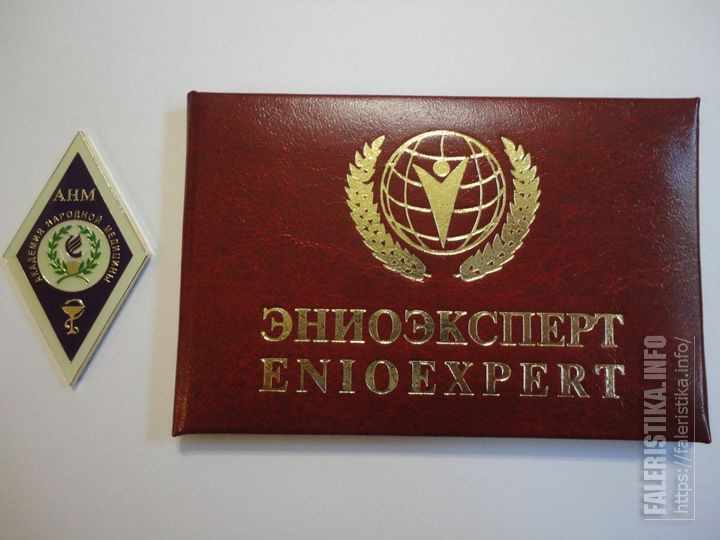 АНМ
АКАДЕМИЯ НАРОДНОЙ МЕДИЦИНЫ
ЭНИОЭКСПЕРТ
ENIOEXPERT
FALERISTIKA.INFO
https://faleristika.info/